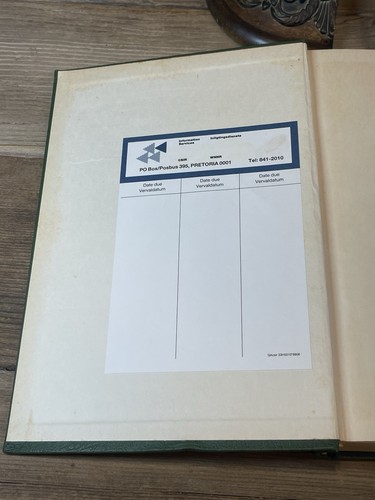 Information Inligtingsdienste
Services
CSIR WNNR
PO Box/Posbus 395, PRETORIA 0001 Tel: 841-2010
Date due Date due Date due
Vervaldatum Vervaldatum Vervaldatum